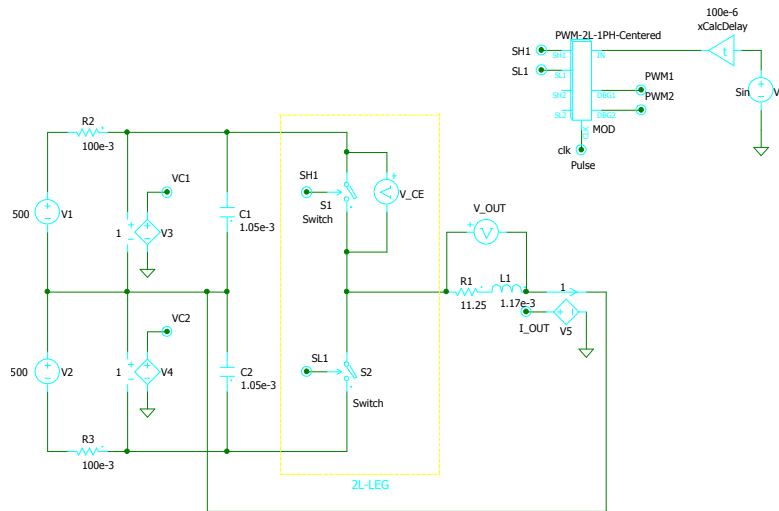 100e-6
xCalcDelay
PWM-2L-1PH-Centered
SH1
SH1
IN
t
SL1
SL1
SH2
SL2
DBG1
DBG2
PWM1
PWM2
Sin
V
CLK
MOD
clk
Pulse
R2
100e-3
500
V1
VC1
1
V3
C1
1.05e-3
SH1
S1
Switch
V_CE
V_OUT
R1
11.25
L1
1.17e-3
1
I_OUT
V5
VC2
500
V2
1
V4
C2
1.05e-3
SL1
S2
Switch
R3
100e-3
2L-LEG